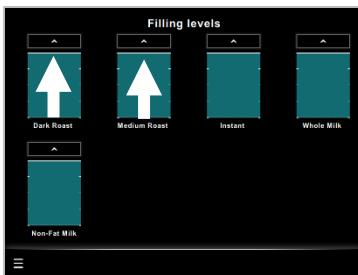 Filling levels
Dark Roast
Medium Roast
Instant
Whole Milk
Non-Fat Milk